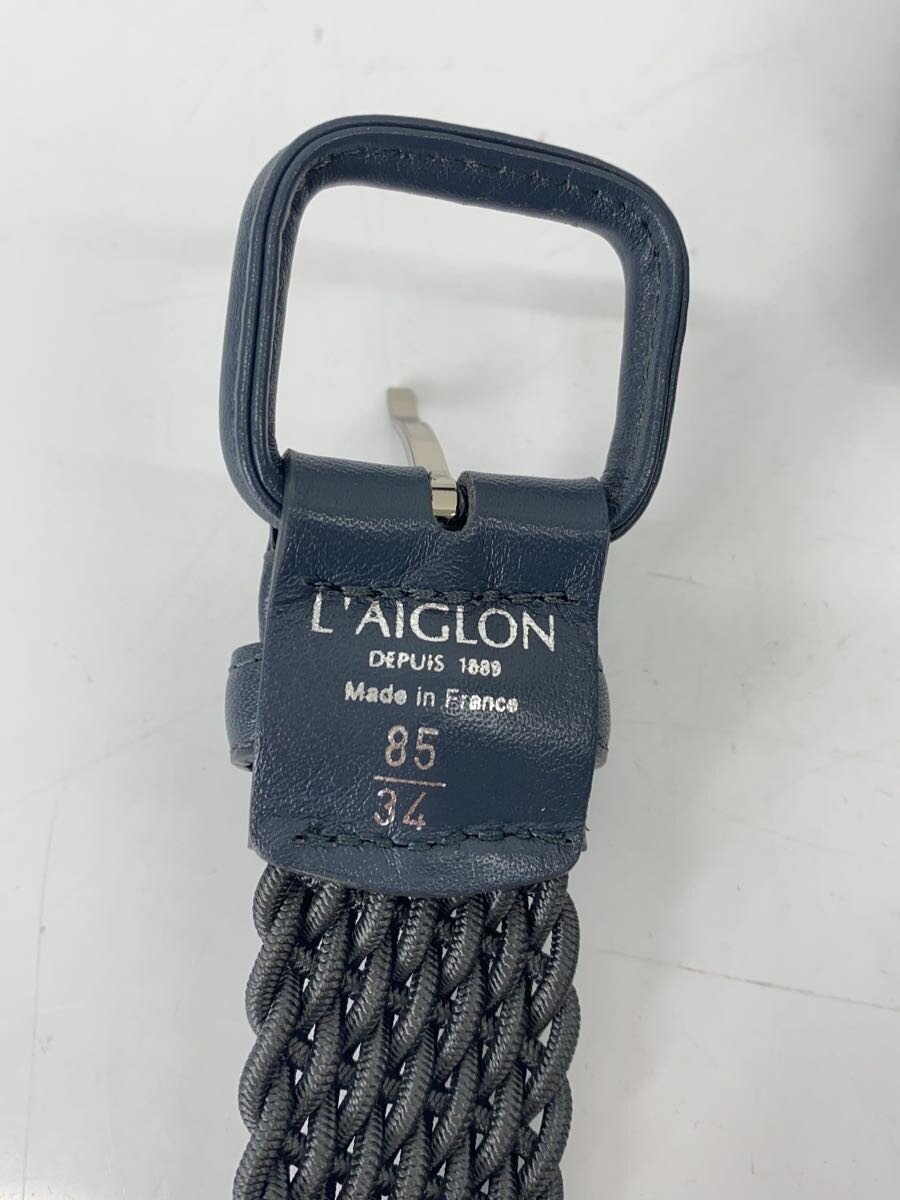 L'AIGLON
DEPUIS 1889
Made in France
85
34